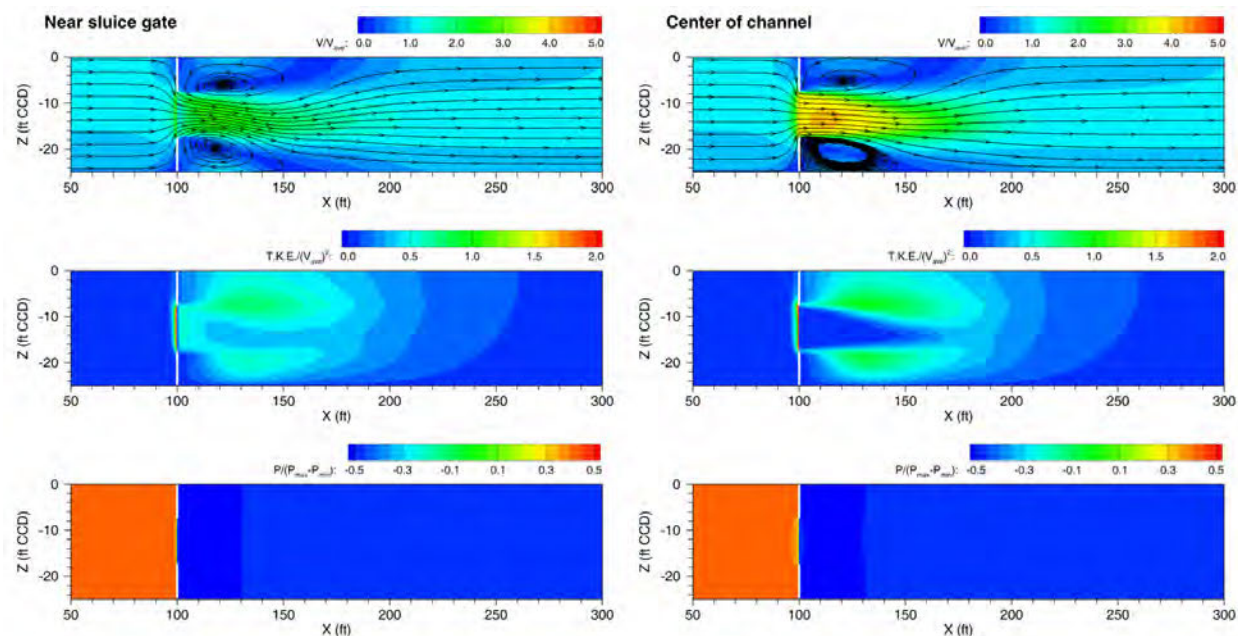 Near sluice gate
V/V_ave: 0.0 1.0 2.0 3.0 4.0 5.0
0
-10
-20
Z (ft CCD)
50 100 150 200 250 300
X (ft)
T.K.E./(V_ave)²: 0.0 0.5 1.0 1.5 2.0
0
-10
-20
Z (ft CCD)
50 100 150 200 250 300
X (ft)
P/(P_max-P_min): -0.5 -0.3 -0.1 0.1 0.3 0.5
0
-10
-20
Z (ft CCD)
50 100 150 200 250 300
X (ft)
Center of channel
V/V_ave: 0.0 1.0 2.0 3.0 4.0 5.0
0
-10
-20
Z (ft CCD)
50 100 150 200 250 300
X (ft)
T.K.E./(V_ave)²: 0.0 0.5 1.0 1.5 2.0
0
-10
-20
Z (ft CCD)
50 100 150 200 250 300
X (ft)
P/(P_max-P_min): -0.5 -0.3 -0.1 0.1 0.3 0.5
0
-10
-20
Z (ft CCD)
50 100 150 200 250 300
X (ft)